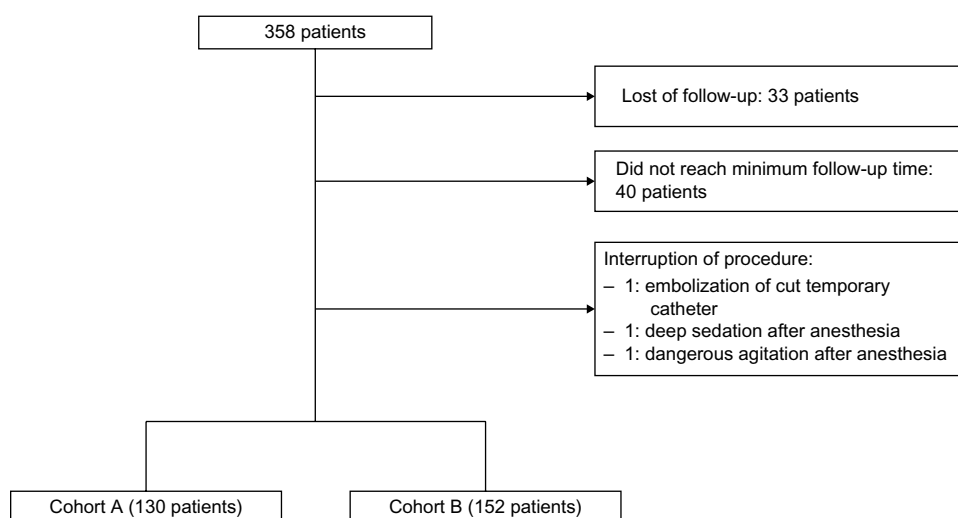 358 patients
Lost of follow-up: 33 patients
Did not reach minimum follow-up time:
40 patients
Interruption of procedure:
– 1: embolization of cut temporary
catheter
– 1: deep sedation after anesthesia
– 1: dangerous agitation after anesthesia
Cohort A (130 patients)
Cohort B (152 patients)